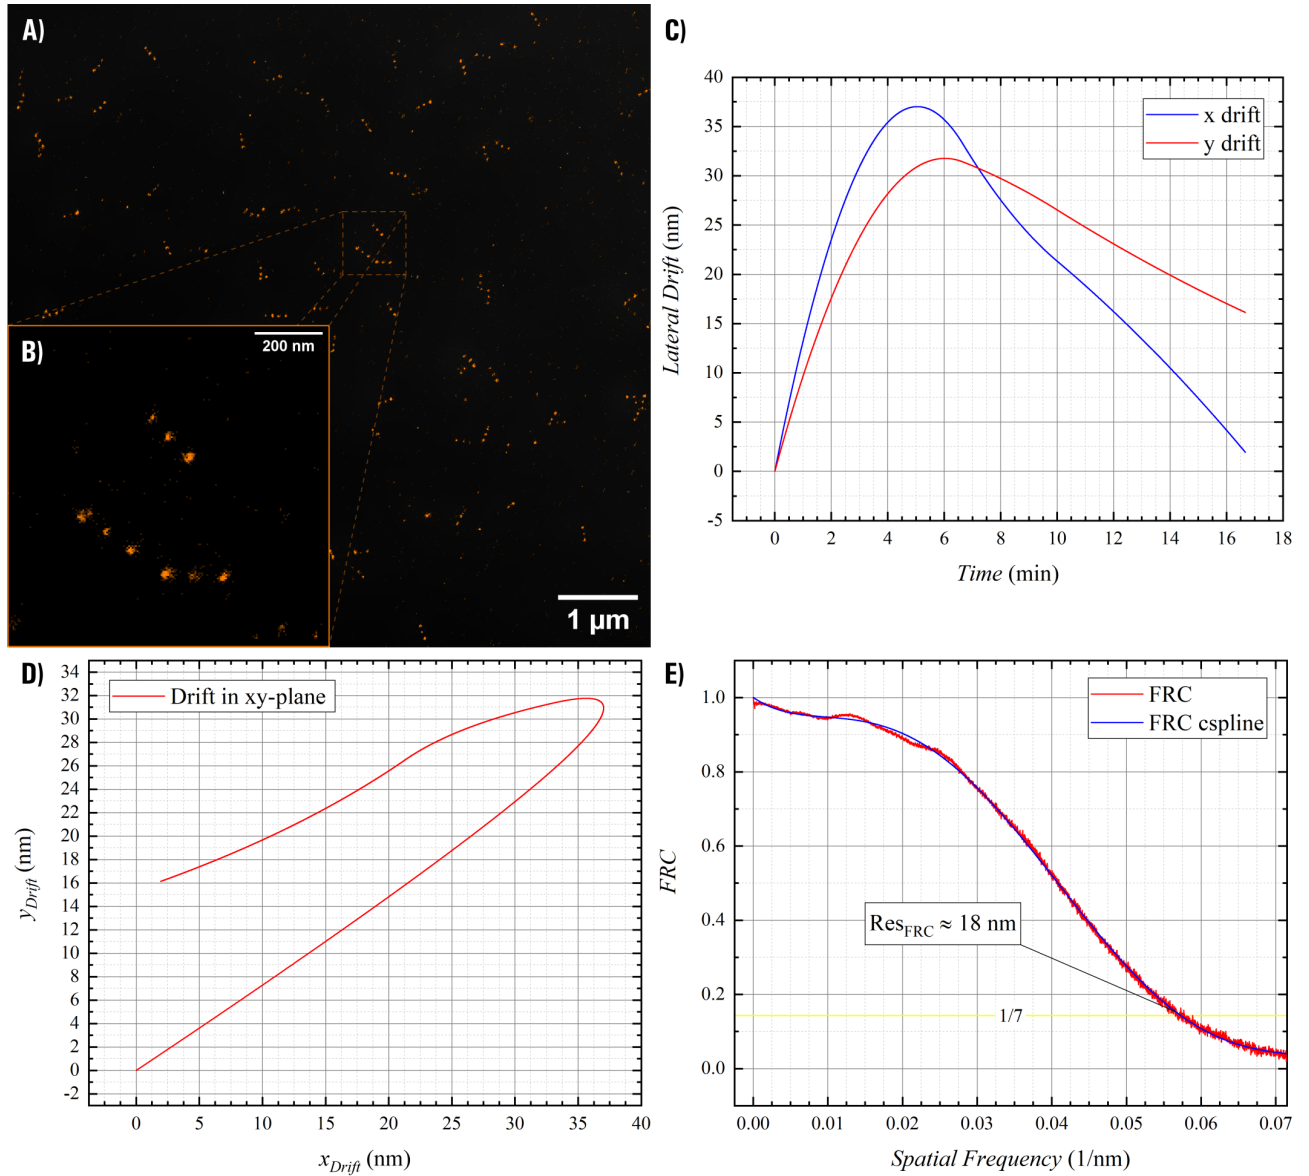 A)
B)
200 nm
1 µm
C)
40
35
30
25
20
15
10
5
0
-5
Lateral Drift (nm)
x drift
y drift
0 2 4 6 8 10 12 14 16 18
Time (min)
D)
34
32
30
28
26
24
22
20
18
16
14
12
10
8
6
4
2
0
-2
y_Drift (nm)
Drift in xy-plane
0 5 10 15 20 25 30 35 40
x_Drift (nm)
E)
1.0
0.8
0.6
0.4
0.2
0.0
FRC
FRC
FRC cspline
Res_FRC ≈ 18 nm
1/7
0.00 0.01 0.02 0.03 0.04 0.05 0.06 0.07
Spatial Frequency (1/nm)